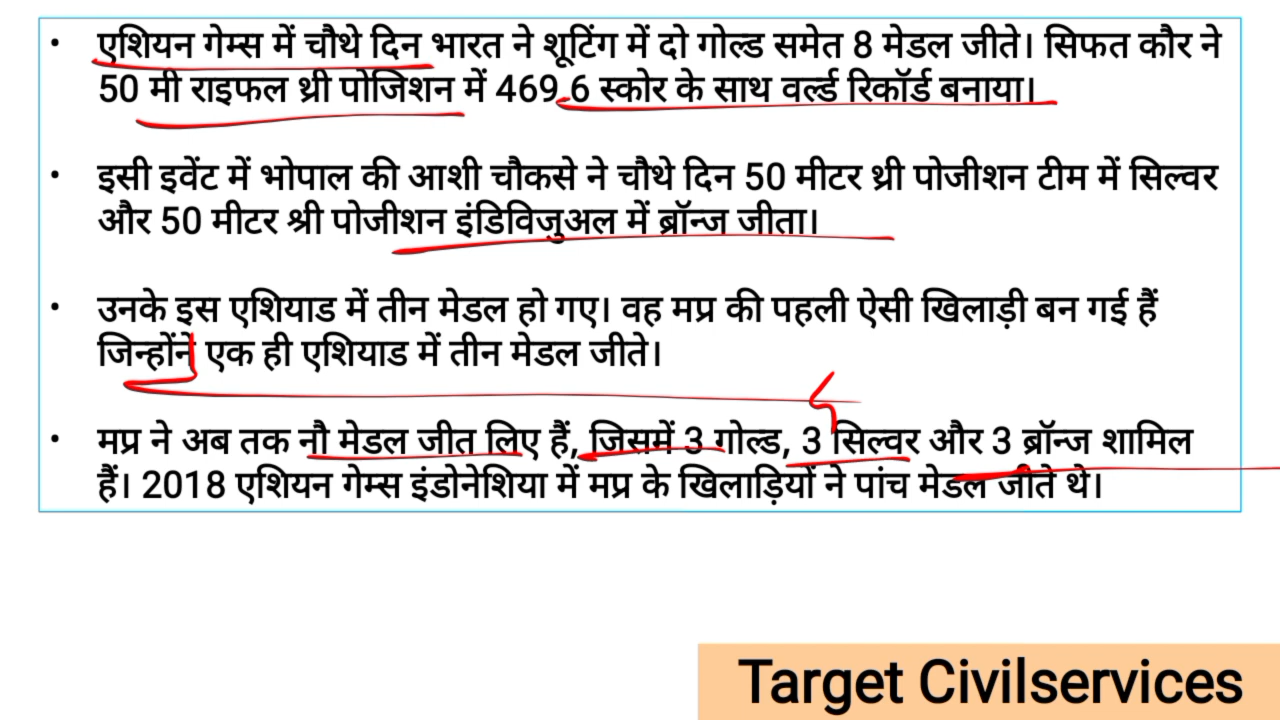 • एशियन गेम्स में चौथे दिन भारत ने शूटिंग में दो गोल्ड समेत 8 मेडल जीते। सिफत कौर ने
50 मी राइफल थ्री पोजिशन में 469.6 स्कोर के साथ वर्ल्ड रिकॉर्ड बनाया।
• इसी इवेंट में भोपाल की आशी चौकसे ने चौथे दिन 50 मीटर थ्री पोजीशन टीम में सिल्वर
और 50 मीटर श्री पोजीशन इंडिविजुअल में ब्रॉन्ज जीता।
• उनके इस एशियाड में तीन मेडल हो गए। वह मप्र की पहली ऐसी खिलाड़ी बन गई हैं
जिन्होंने एक ही एशियाड में तीन मेडल जीते।
• मप्र ने अब तक नौ मेडल जीत लिए हैं, जिसमें 3 गोल्ड, 3 सिल्वर और 3 ब्रॉन्ज शामिल
हैं। 2018 एशियन गेम्स इंडोनेशिया में मप्र के खिलाड़ियों ने पांच मेडल जीते थे।
Target Civilservices